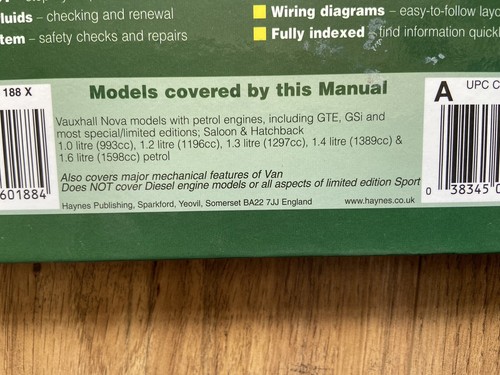 luids – checking and renewal
tem – safety checks and repairs
Wiring diagrams – easy-to-follow layo
Fully indexed – find information quickl
188 X
601884
Models covered by this Manual
Vauxhall Nova models with petrol engines, including GTE, GSi and
most special/limited editions; Saloon & Hatchback
1.0 litre (993cc), 1.2 litre (1196cc), 1.3 litre (1297cc), 1.4 litre (1389cc) &
1.6 litre (1598cc) petrol
Also covers major mechanical features of Van
Does NOT cover Diesel engine models or all aspects of limited edition Sport
Haynes Publishing, Sparkford, Yeovil, Somerset BA22 7JJ England
www.haynes.co.uk
A
UPC C
0 38345 0